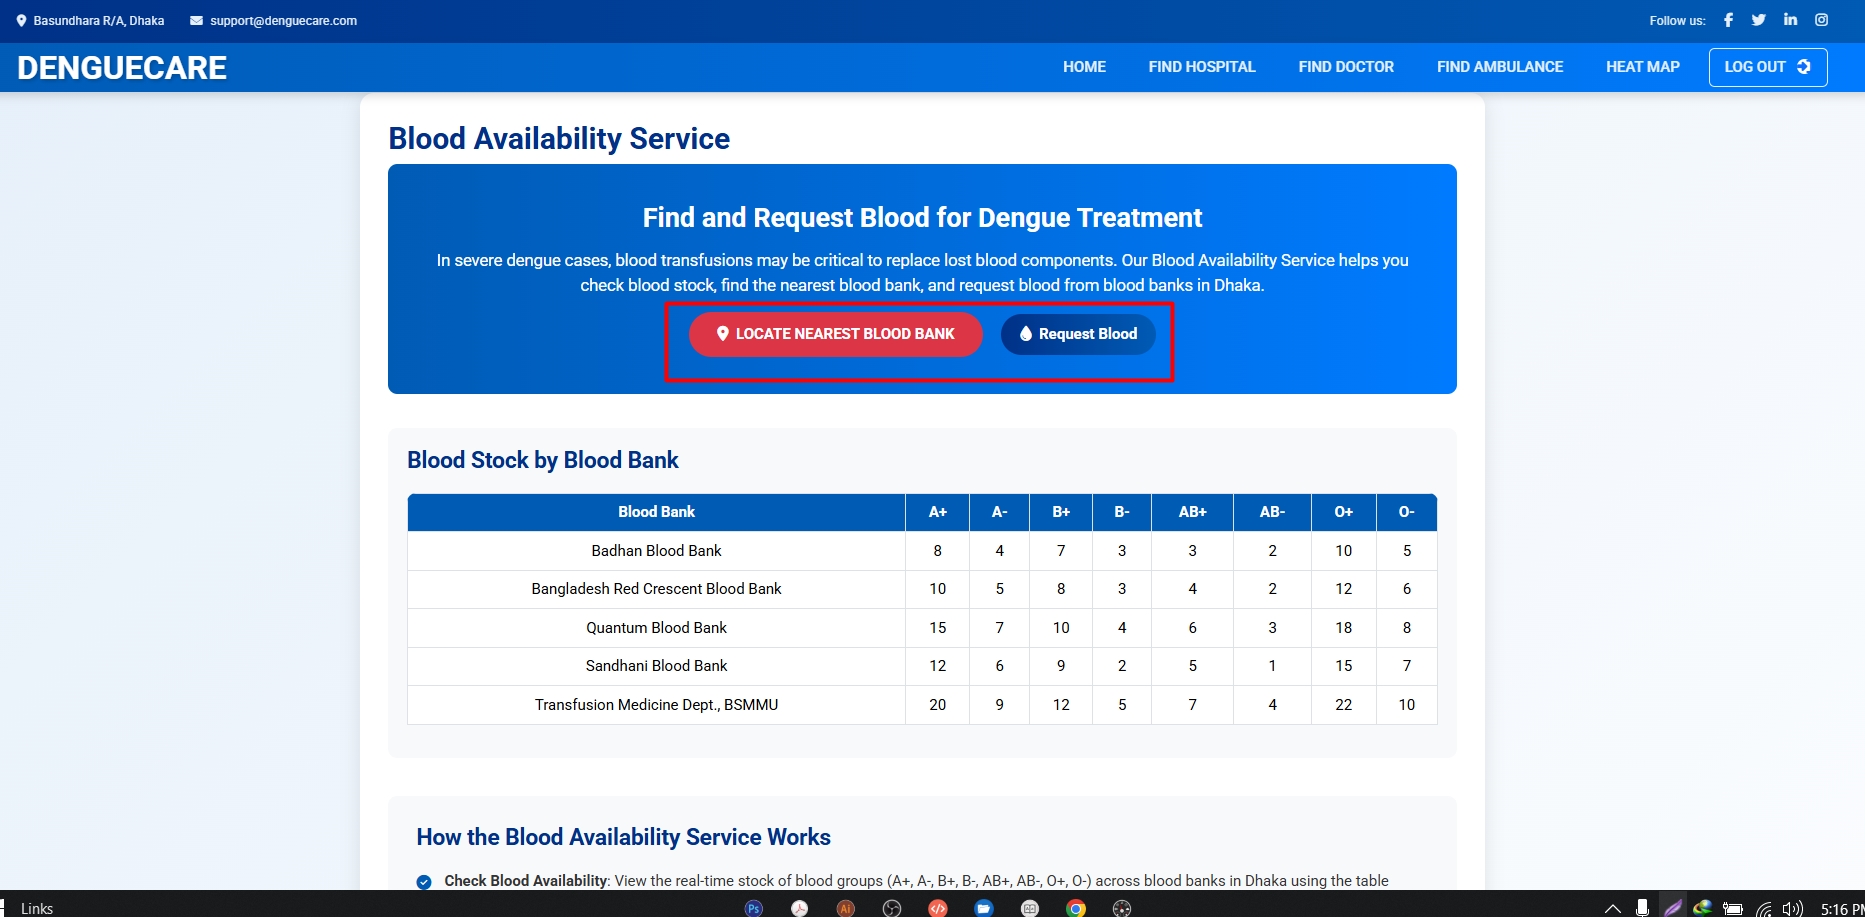 Basundhara R/A, Dhaka support@denguecare.com Follow us:
DENGUECARE HOME FIND HOSPITAL FIND DOCTOR FIND AMBULANCE HEAT MAP LOG OUT
Blood Availability Service
Find and Request Blood for Dengue Treatment
In severe dengue cases, blood transfusions may be critical to replace lost blood components. Our Blood Availability Service helps you
check blood stock, find the nearest blood bank, and request blood from blood banks in Dhaka.
LOCATE NEAREST BLOOD BANK Request Blood
Blood Stock by Blood Bank
Blood Bank A+ A- B+ B- AB+ AB- O+ O-
Badhan Blood Bank 8 4 7 3 3 2 10 5
Bangladesh Red Crescent Blood Bank 10 5 8 3 4 2 12 6
Quantum Blood Bank 15 7 10 4 6 3 18 8
Sandhani Blood Bank 12 6 9 2 5 1 15 7
Transfusion Medicine Dept., BSMMU 20 9 12 5 7 4 22 10
How the Blood Availability Service Works
Check Blood Availability: View the real-time stock of blood groups (A+, A-, B+, B-, AB+, AB-, O+, O-) across blood banks in Dhaka using the table
Links Ps Ai 5:16 PM